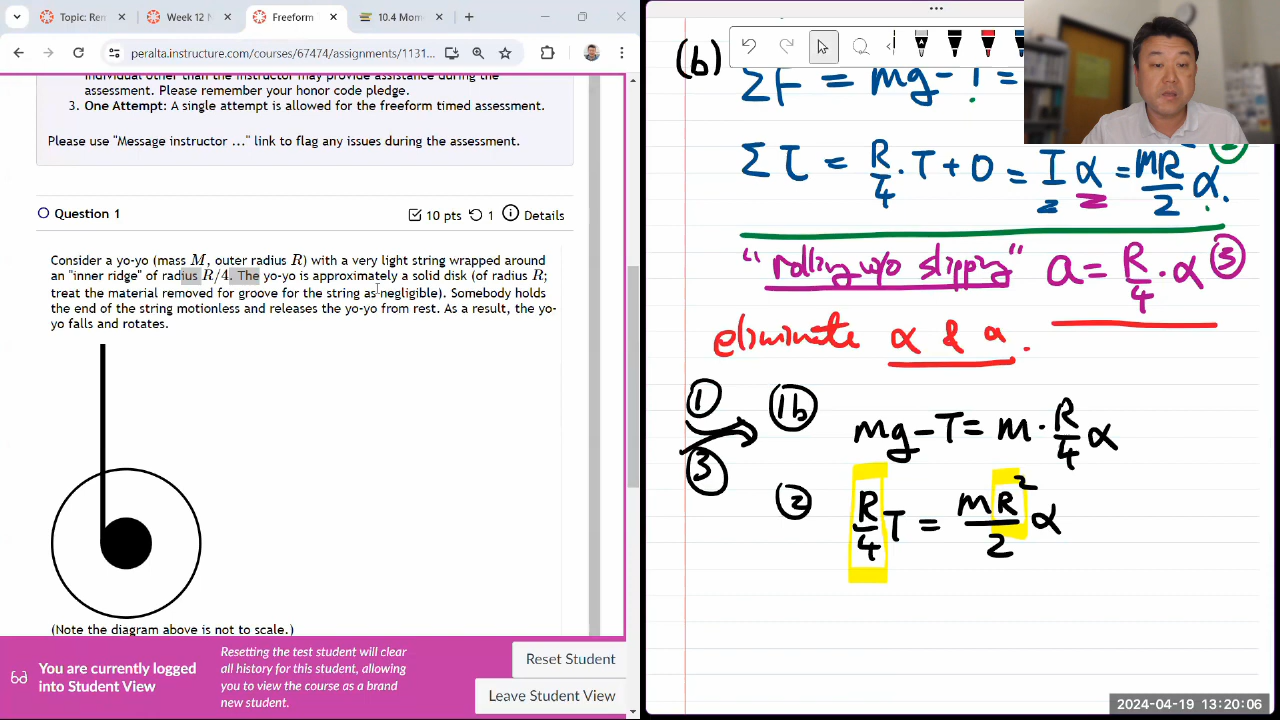 Topic: Ren
Week 12 W
Freeform
10.4 Mom
peralta.instructure.com/courses/67474/assignments/1131...
individual other than the instructor may provide assistance during the
assessment. Please remember your honor code pledge.
3. One Attempt: A single attempt is allowed for the freeform timed assessment.
Please use "Message instructor ..." link to flag any issues during the assessment.
Question 1
10 pts
1
Details
Consider a yo-yo (mass M, outer radius R) with a very light string wrapped around
an "inner ridge" of radius R/4. The yo-yo is approximately a solid disk (of radius R;
treat the material removed for groove for the string as negligible). Somebody holds
the end of the string motionless and releases the yo-yo from rest. As a result, the yo-
yo falls and rotates.
(Note the diagram above is not to scale.)
You are currently logged
into Student View
Resetting the test student will clear
all history for this student, allowing
you to view the course as a brand
new student.
Reset Student
Leave Student View
(b)
ΣF = mg - T =
Στ = R/4 · T + 0 = I α = MR²/2 α.
"rolling w/o slipping" a = R/4 · α ③
eliminate α & a.
① ③ (1b) mg - T = m · R/4 α
② R/4 T = mR²/2 α
2024-04-19 13:20:06